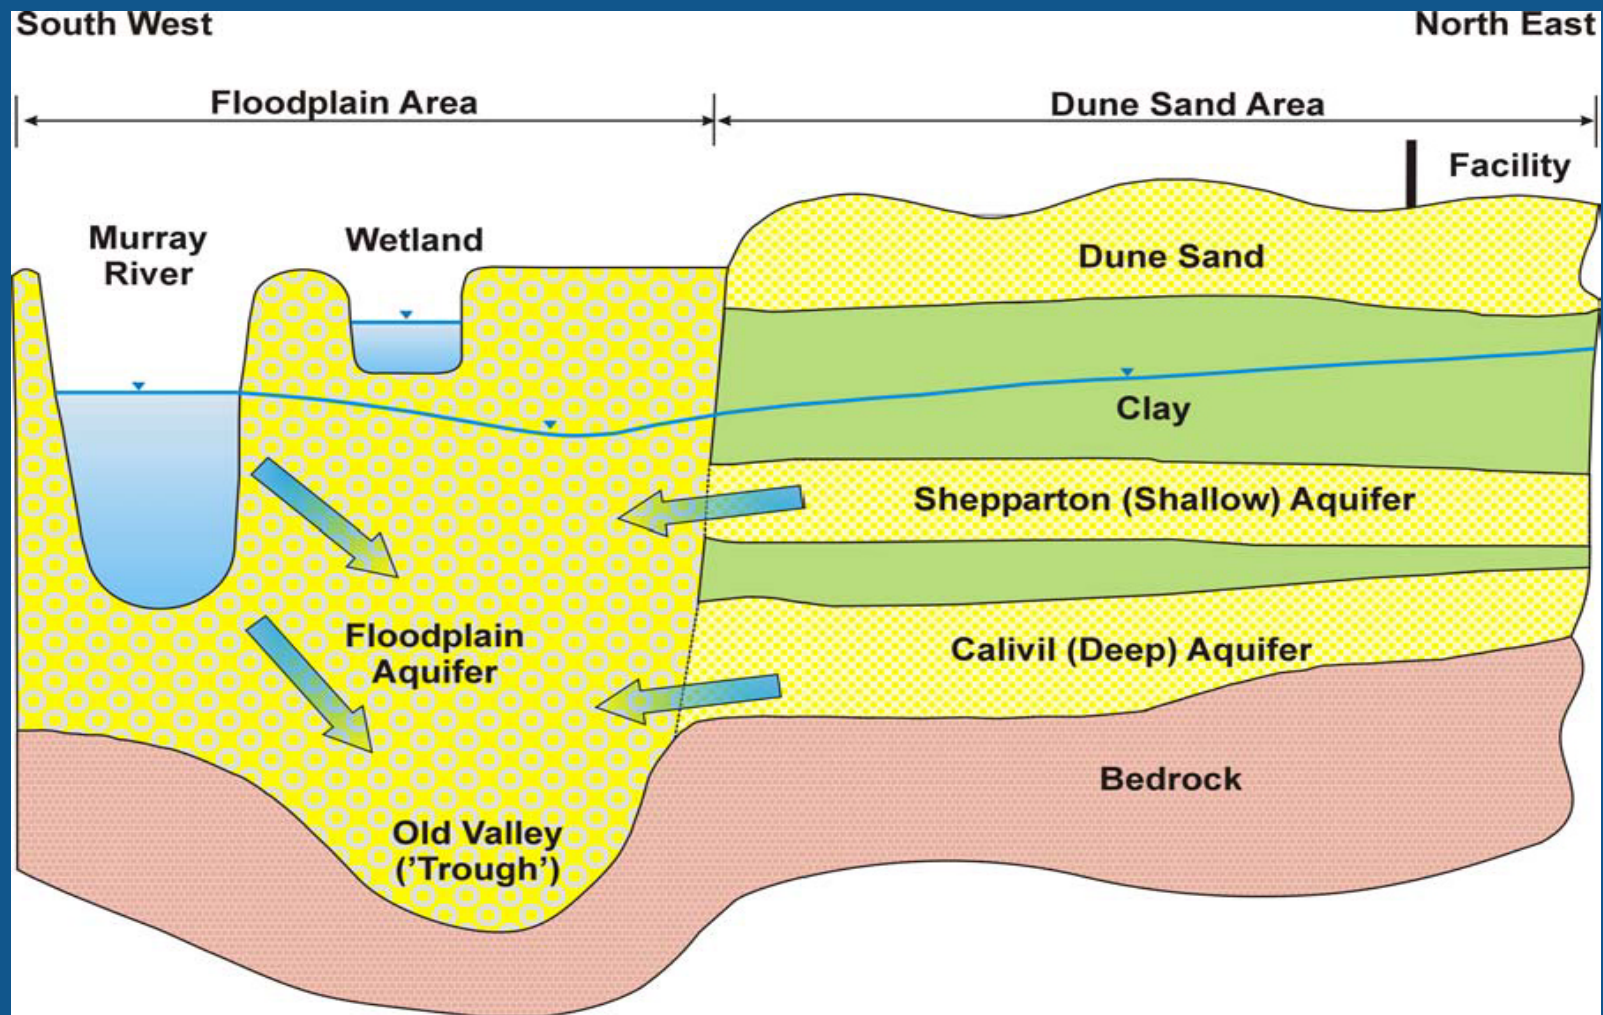 South West
North East
Floodplain Area
Dune Sand Area
Facility
Murray
River
Wetland
Dune Sand
Clay
Shepparton (Shallow) Aquifer
Floodplain
Aquifer
Calivil (Deep) Aquifer
Bedrock
Old Valley
(’Trough’)